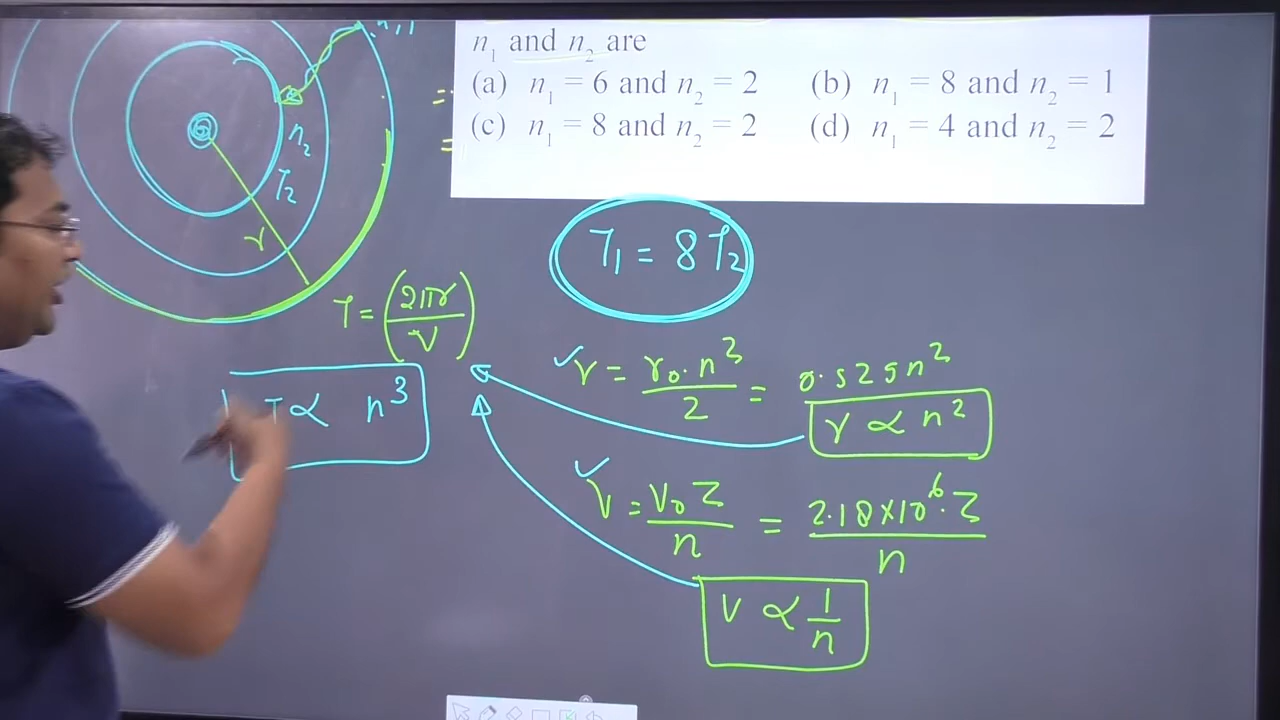 n₁ and n₂ are
(a) n₁ = 6 and n₂ = 2 (b) n₁ = 8 and n₂ = 1
(c) n₁ = 8 and n₂ = 2 (d) n₁ = 4 and n₂ = 2
n₂
T₂
r
T₁ = 8T₂
T = (2πr/V)
T ∝ n³
r = r₀.n²/2 = 0.529n²
r ∝ n²
V = V₀Z/n = 2.18×10⁶.Z/n
V ∝ 1/n